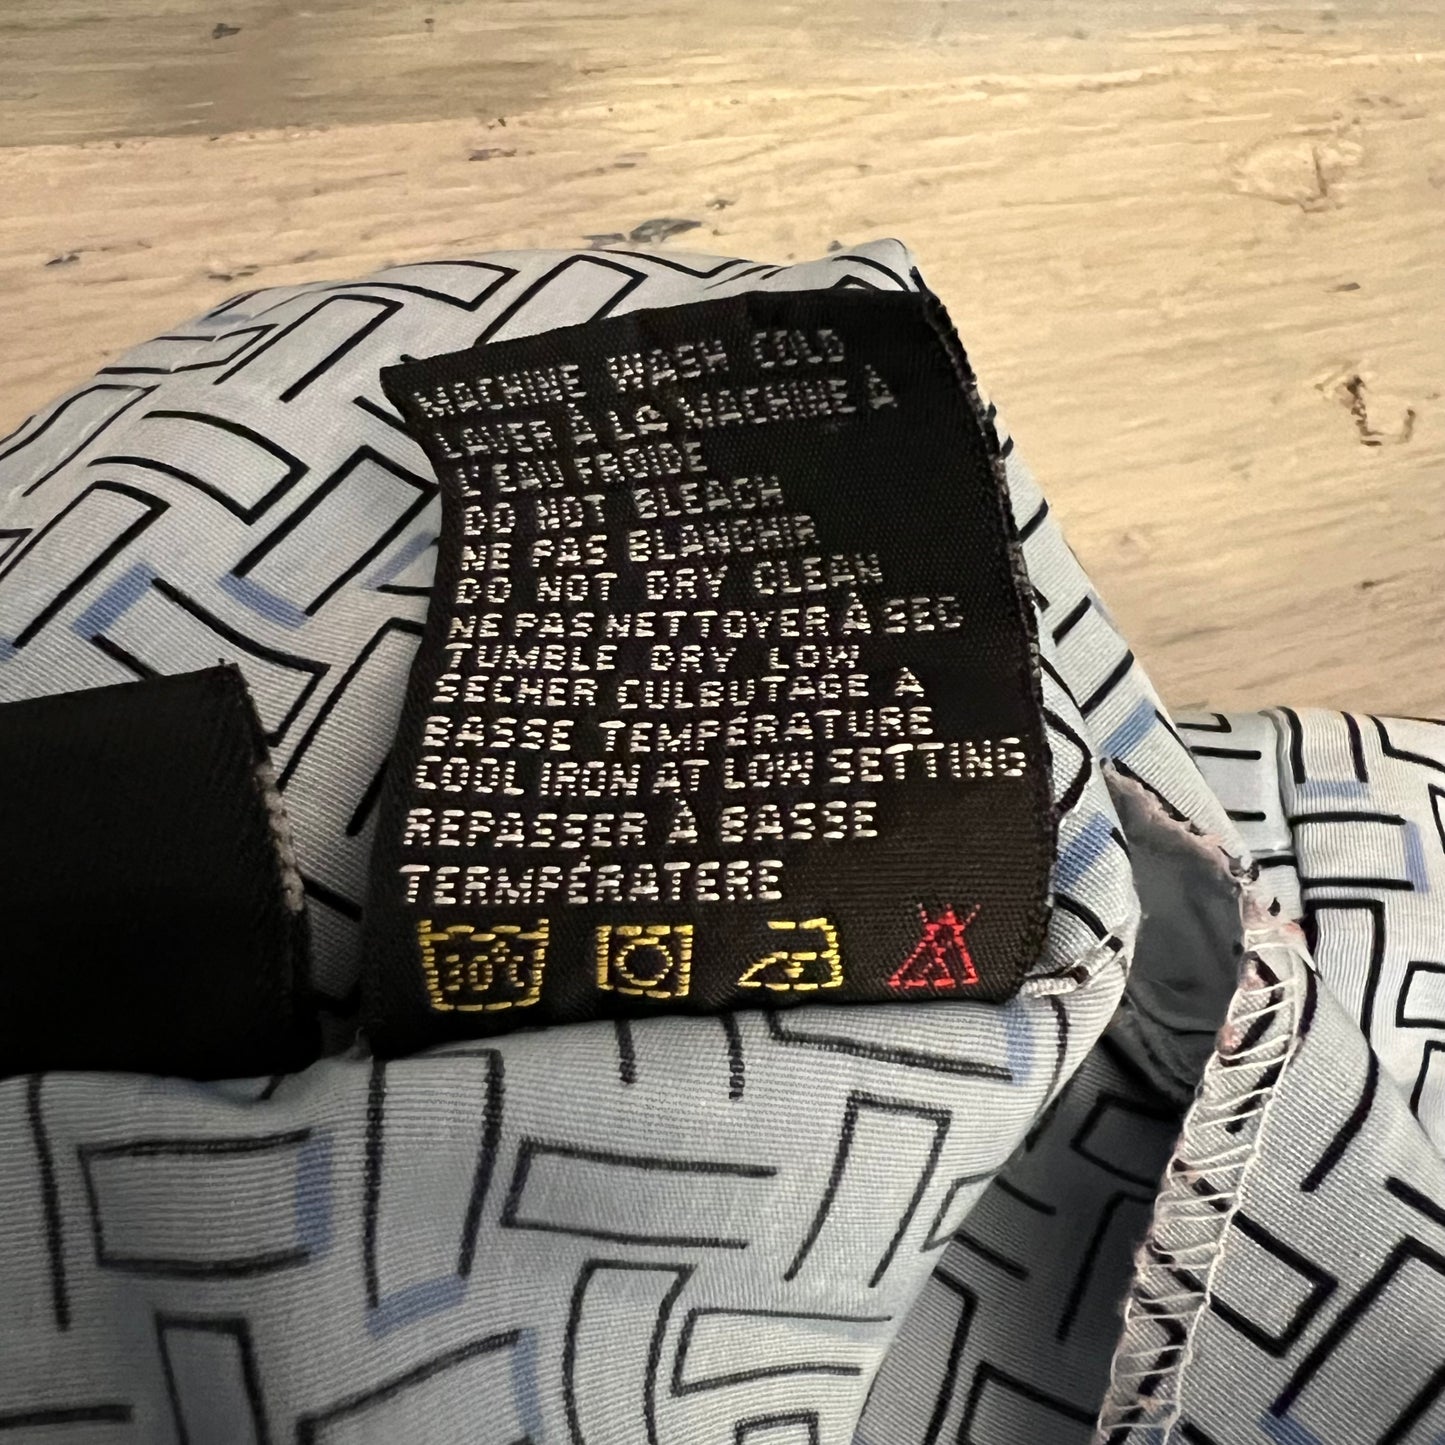 MACHINE WASH COLD
LAVER À LA MACHINE À
L'EAU FROIDE
DO NOT BLEACH
NE PAS BLANCHIR
DO NOT DRY CLEAN
NE PAS NETTOYER À SEC
TUMBLE DRY LOW
SECHER CULBUTAGE À
BASSE TEMPÉRATURE
COOL IRON AT LOW SETTING
REPASSER À BASSE
TERMPÉRATERE
30°C